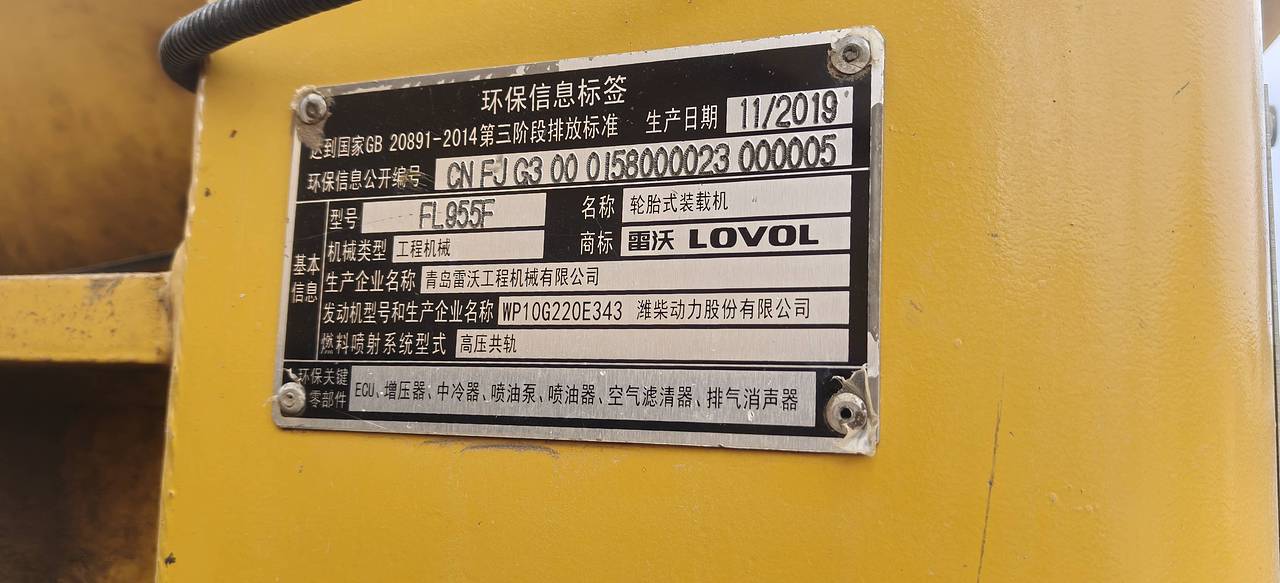 环保信息标签
达到国家GB 20891-2014第三阶段排放标准 生产日期 11/2019
环保信息公开编号 CN FJ G3 00 0158000023 000005
基本信息
型号 FL955F 名称 轮胎式装载机
机械类型 工程机械 商标 雷沃 LOVOL
生产企业名称 青岛雷沃工程机械有限公司
发动机型号和生产企业名称 WP10G220E343 潍柴动力股份有限公司
燃料喷射系统型式 高压共轨
环保关键零部件 ECU、增压器、中冷器、喷油泵、喷油器、空气滤清器、排气消声器